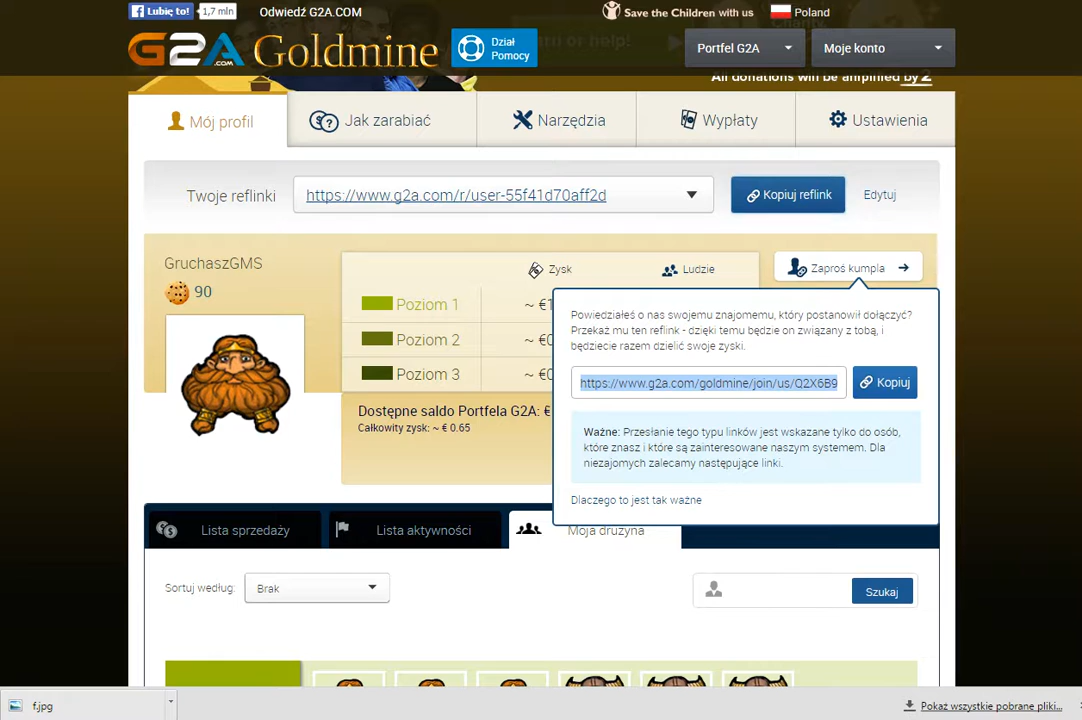 Lubię to! 1,7 mln Odwiedź G2A.COM Save the Children with us Poland
G2A.COM Goldmine Dział Pomocy Portfel G2A Moje konto
All donations will be amplified by 2
Mój profil Jak zarabiać Narzędzia Wypłaty Ustawienia
Twoje reflinki https://www.g2a.com/r/user-55f41d70aff2d Kopiuj reflink Edytuj
GruchaszGMS Zysk Ludzie Zaproś kumpla
90
Poziom 1 ~ €1
Poziom 2 ~ €0
Poziom 3 ~ €0
Powiedziałeś o nas swojemu znajomemu, który postanowił dołączyć?
Przekaż mu ten reflink - dzięki temu będzie on związany z tobą, i
będziecie razem dzielić swoje zyski.
https://www.g2a.com/goldmine/join/us/Q2X6B9 Kopiuj
Dostępne saldo Portfela G2A: €
Całkowity zysk: ~ € 0.65
Ważne: Przesłanie tego typu linków jest wskazane tylko do osób,
które znasz i które są zainteresowane naszym systemem. Dla
niezajomych zalecamy następujące linki.
Dlaczego to jest tak ważne
Lista sprzedaży Lista aktywności Moja drużyna
Sortuj według: Brak Szukaj
f.jpg Pokaż wszystkie pobrane pliki...